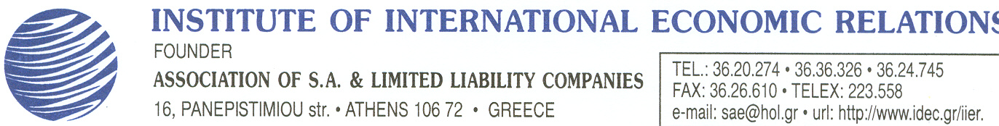 INSTITUTE OF INTERNATIONAL ECONOMIC RELATIONS
FOUNDER
ASSOCIATION OF S.A. & LIMITED LIABILITY COMPANIES
16, PANEPISTIMIOU str. • ATHENS 106 72 • GREECE
TEL.: 36.20.274 • 36.36.326 • 36.24.745
FAX: 36.26.610 • TELEX: 223.558
e-mail: sae@hol.gr • url: http://www.idec.gr/iier.